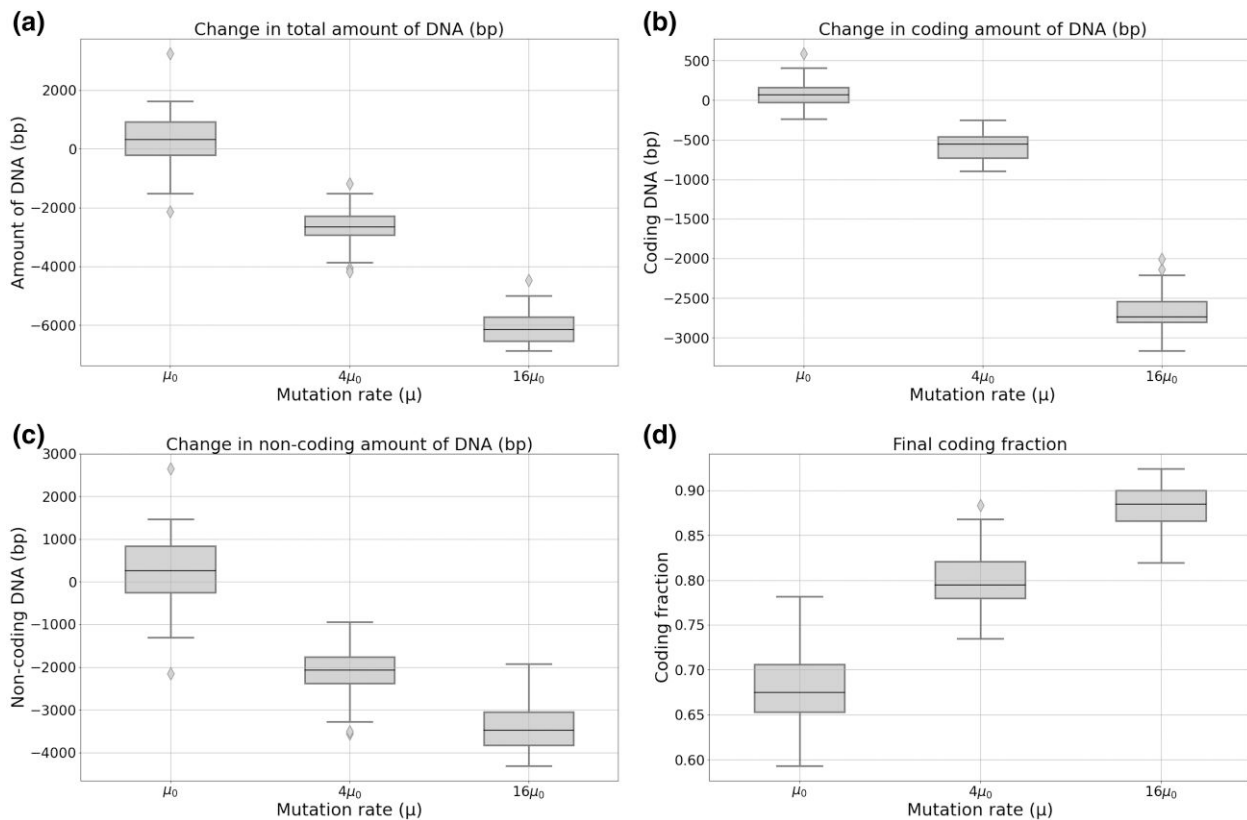 (a)
Change in total amount of DNA (bp)
Amount of DNA (bp)
2000
0
−2000
−4000
−6000
μ₀
4μ₀
16μ₀
Mutation rate (μ)
(b)
Change in coding amount of DNA (bp)
Coding DNA (bp)
500
0
−500
−1000
−1500
−2000
−2500
−3000
μ₀
4μ₀
16μ₀
Mutation rate (μ)
(c)
Change in non-coding amount of DNA (bp)
Non-coding DNA (bp)
3000
2000
1000
0
−1000
−2000
−3000
−4000
μ₀
4μ₀
16μ₀
Mutation rate (μ)
(d)
Final coding fraction
Coding fraction
0.90
0.85
0.80
0.75
0.70
0.65
0.60
μ₀
4μ₀
16μ₀
Mutation rate (μ)